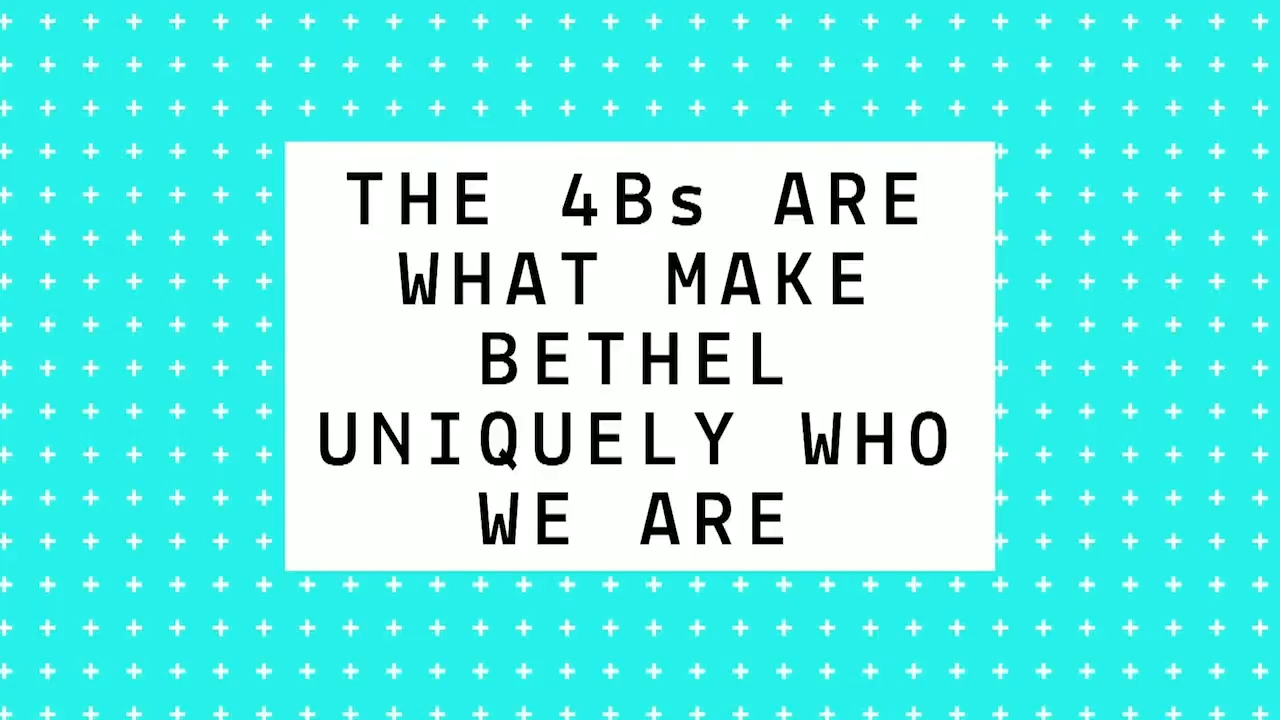 THE 4Bs ARE
WHAT MAKE
BETHEL
UNIQUELY WHO
WE ARE